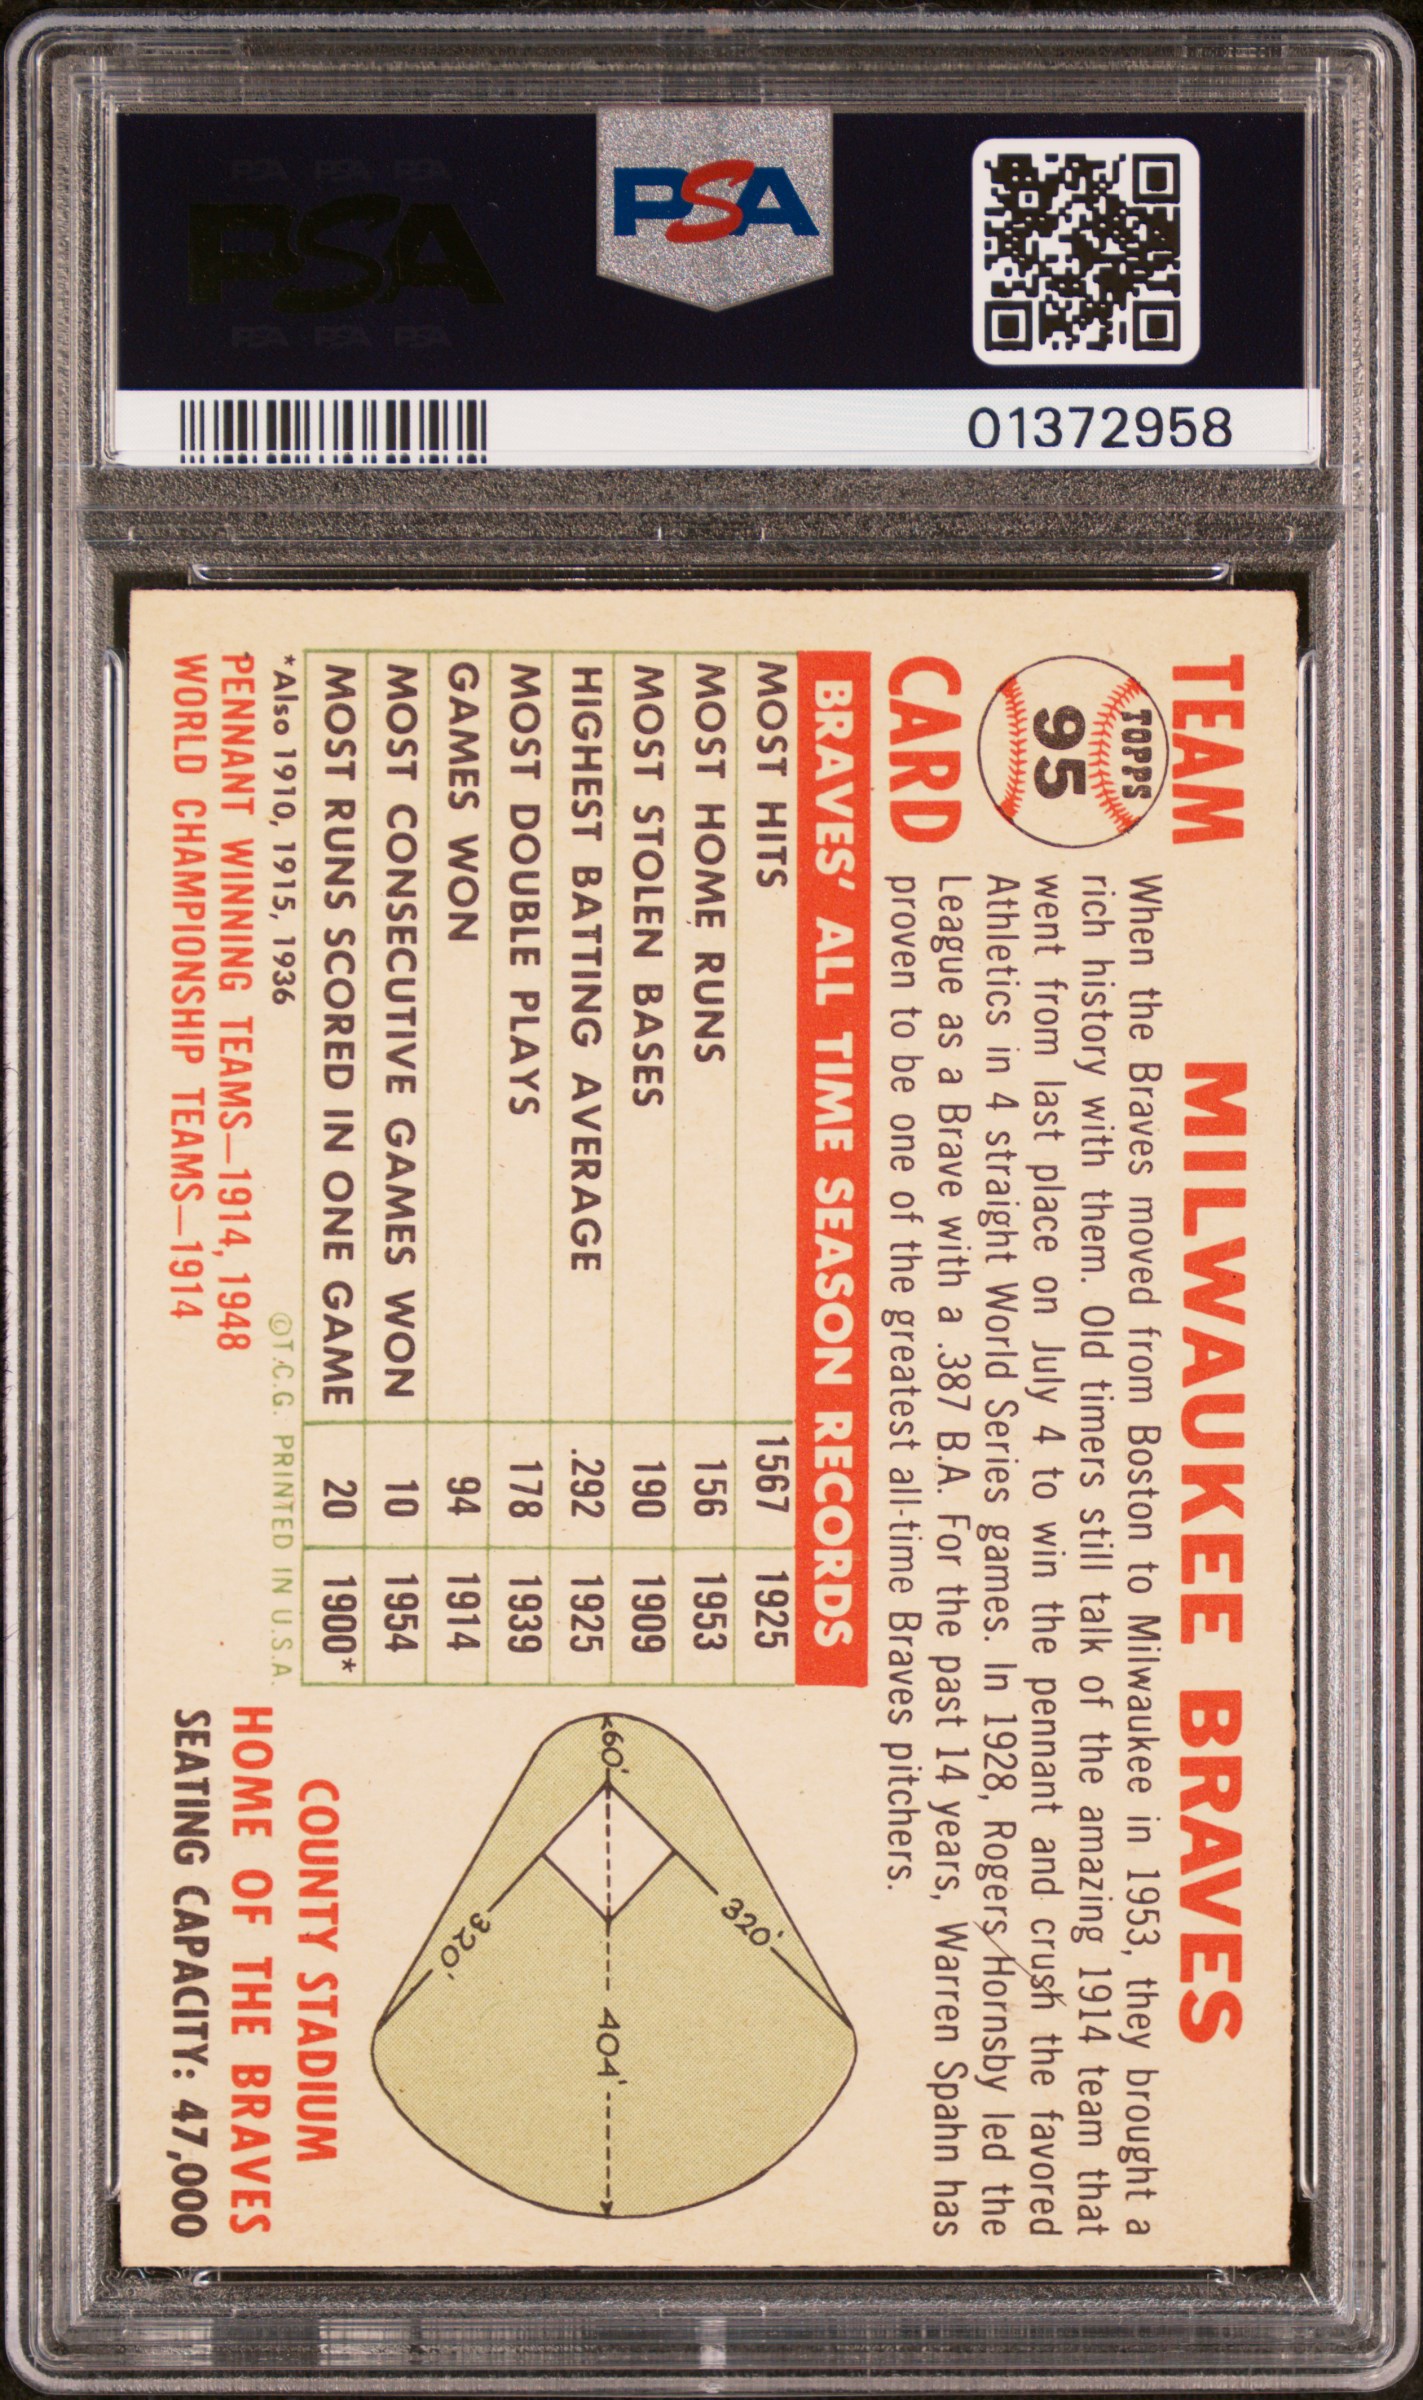 PSA PSA PSA
PSA
PSA PSA PSA
PSA
01372958
MILWAUKEE BRAVES
TEAM
TOPPS
95
CARD
When the Braves moved from Boston to Milwaukee in 1953, they brought a
rich history with them. Old timers still talk of the amazing 1914 team that
went from last place on July 4 to win the pennant and crush the favored
Athletics in 4 straight World Series games. In 1928, Rogers Hornsby led the
League as a Brave with a .387 B.A. For the past 14 years, Warren Spahn has
proven to be one of the greatest all-time Braves pitchers.
BRAVES' ALL TIME SEASON RECORDS
MOST HITS 1567 1925
MOST HOME RUNS 156 1953
MOST STOLEN BASES 190 1909
HIGHEST BATTING AVERAGE .292 1925
MOST DOUBLE PLAYS 178 1939
GAMES WON 94 1914
MOST CONSECUTIVE GAMES WON 10 1954
MOST RUNS SCORED IN ONE GAME 20 1900*
*Also 1910, 1915, 1936
©T.C.G. PRINTED IN U.S.A.
PENNANT WINNING TEAMS—1914, 1948
WORLD CHAMPIONSHIP TEAMS—1914
320'
60'
404'
320'
COUNTY STADIUM
HOME OF THE BRAVES
SEATING CAPACITY: 47,000